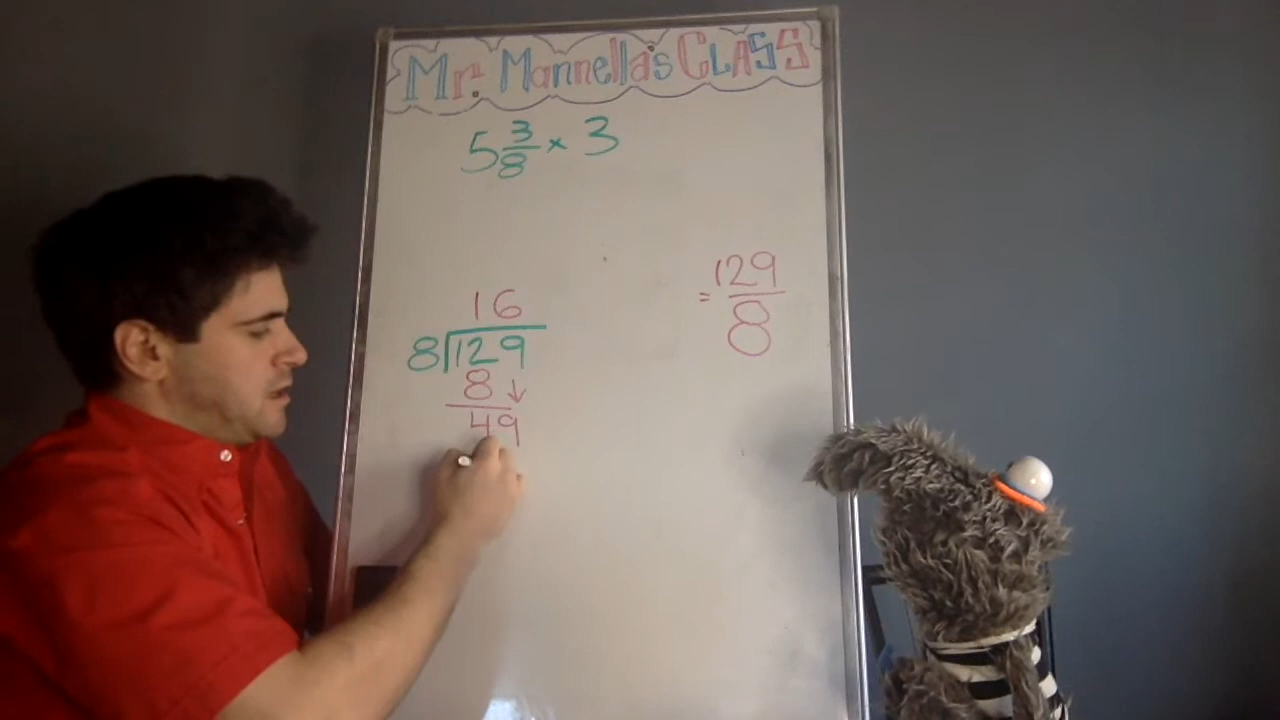 Mr. Mannella's CLASS
5 3/8 × 3
= 129/8
16
8 129
8 ↓
49